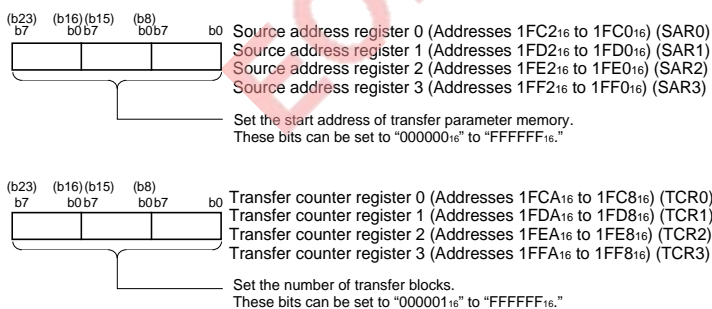 (b23) (b16) (b15) (b8)
b7 b0 b7 b0 b7 b0
Source address register 0 (Addresses 1FC2₁₆ to 1FC0₁₆) (SAR0)
Source address register 1 (Addresses 1FD2₁₆ to 1FD0₁₆) (SAR1)
Source address register 2 (Addresses 1FE2₁₆ to 1FE0₁₆) (SAR2)
Source address register 3 (Addresses 1FF2₁₆ to 1FF0₁₆) (SAR3)
Set the start address of transfer parameter memory.
These bits can be set to “000000₁₆” to “FFFFFF₁₆.”
(b23) (b16) (b15) (b8)
b7 b0 b7 b0 b7 b0
Transfer counter register 0 (Addresses 1FCA₁₆ to 1FC8₁₆) (TCR0)
Transfer counter register 1 (Addresses 1FDA₁₆ to 1FD8₁₆) (TCR1)
Transfer counter register 2 (Addresses 1FEA₁₆ to 1FE8₁₆) (TCR2)
Transfer counter register 3 (Addresses 1FFA₁₆ to 1FF8₁₆) (TCR3)
Set the number of transfer blocks.
These bits can be set to “000001₁₆” to “FFFFFF₁₆.”